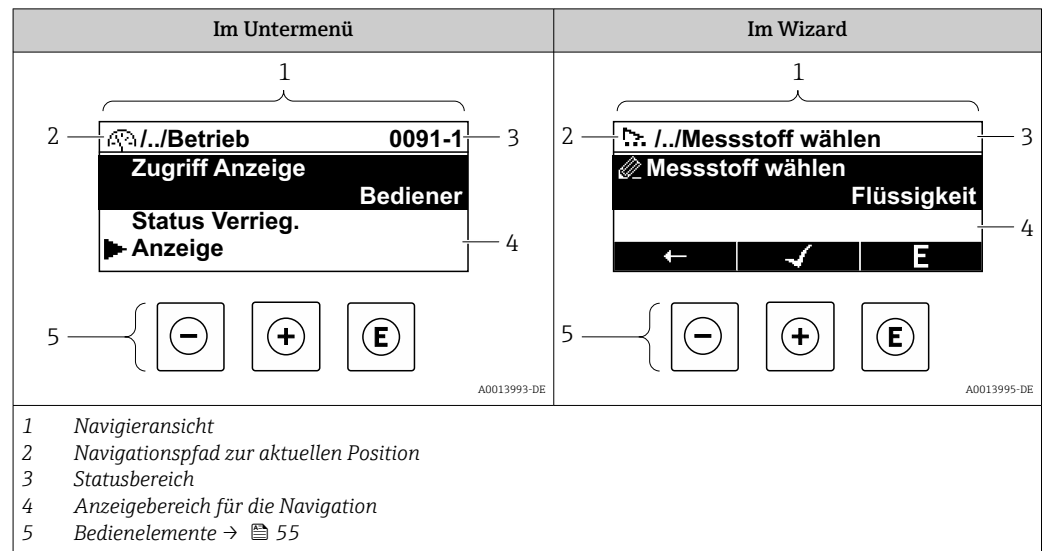 Im Untermenü
Im Wizard
1
2
/../Betrieb 0091-1
3
Zugriff Anzeige
Bediener
Status Verrieg.
Anzeige
4
5
E
A0013993-DE
1
2
/../Messstoff wählen
3
Messstoff wählen
Flüssigkeit
4
E
5
E
A0013995-DE
1 Navigieransicht
2 Navigationspfad zur aktuellen Position
3 Statusbereich
4 Anzeigebereich für die Navigation
5 Bedienelemente → 55